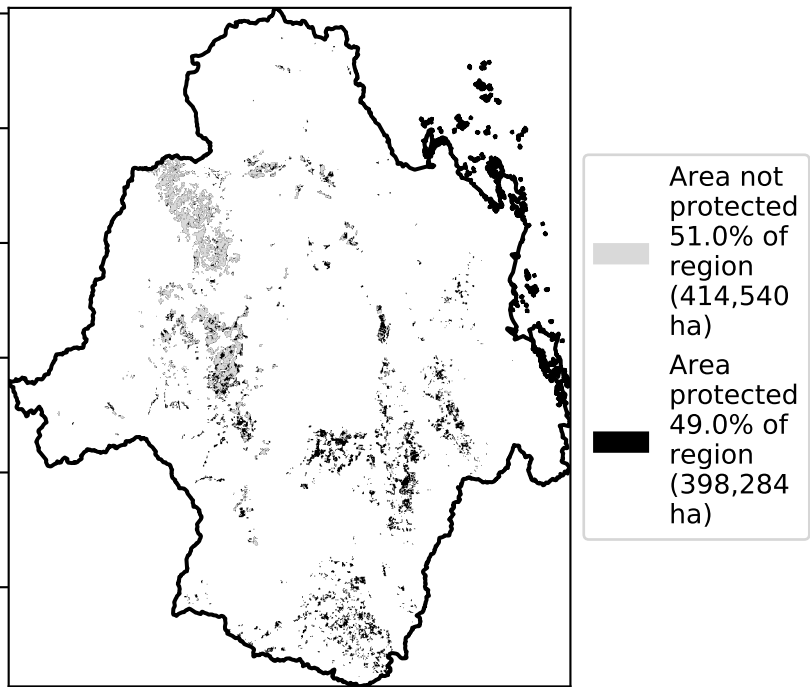 Area not
protected
51.0% of
region
(414,540
ha)
Area
protected
49.0% of
region
(398,284
ha)